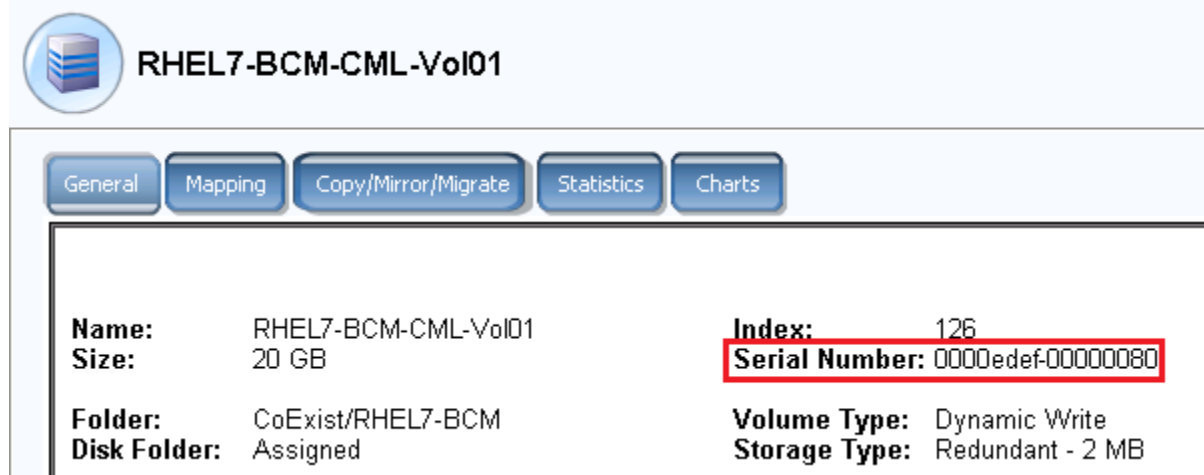 RHEL7-BCM-CML-Vol01
General Mapping Copy/Mirror/Migrate Statistics Charts
Name: RHEL7-BCM-CML-Vol01 Index: 126
Size: 20 GB Serial Number: 0000edef-00000080
Folder: CoExist/RHEL7-BCM Volume Type: Dynamic Write
Disk Folder: Assigned Storage Type: Redundant - 2 MB